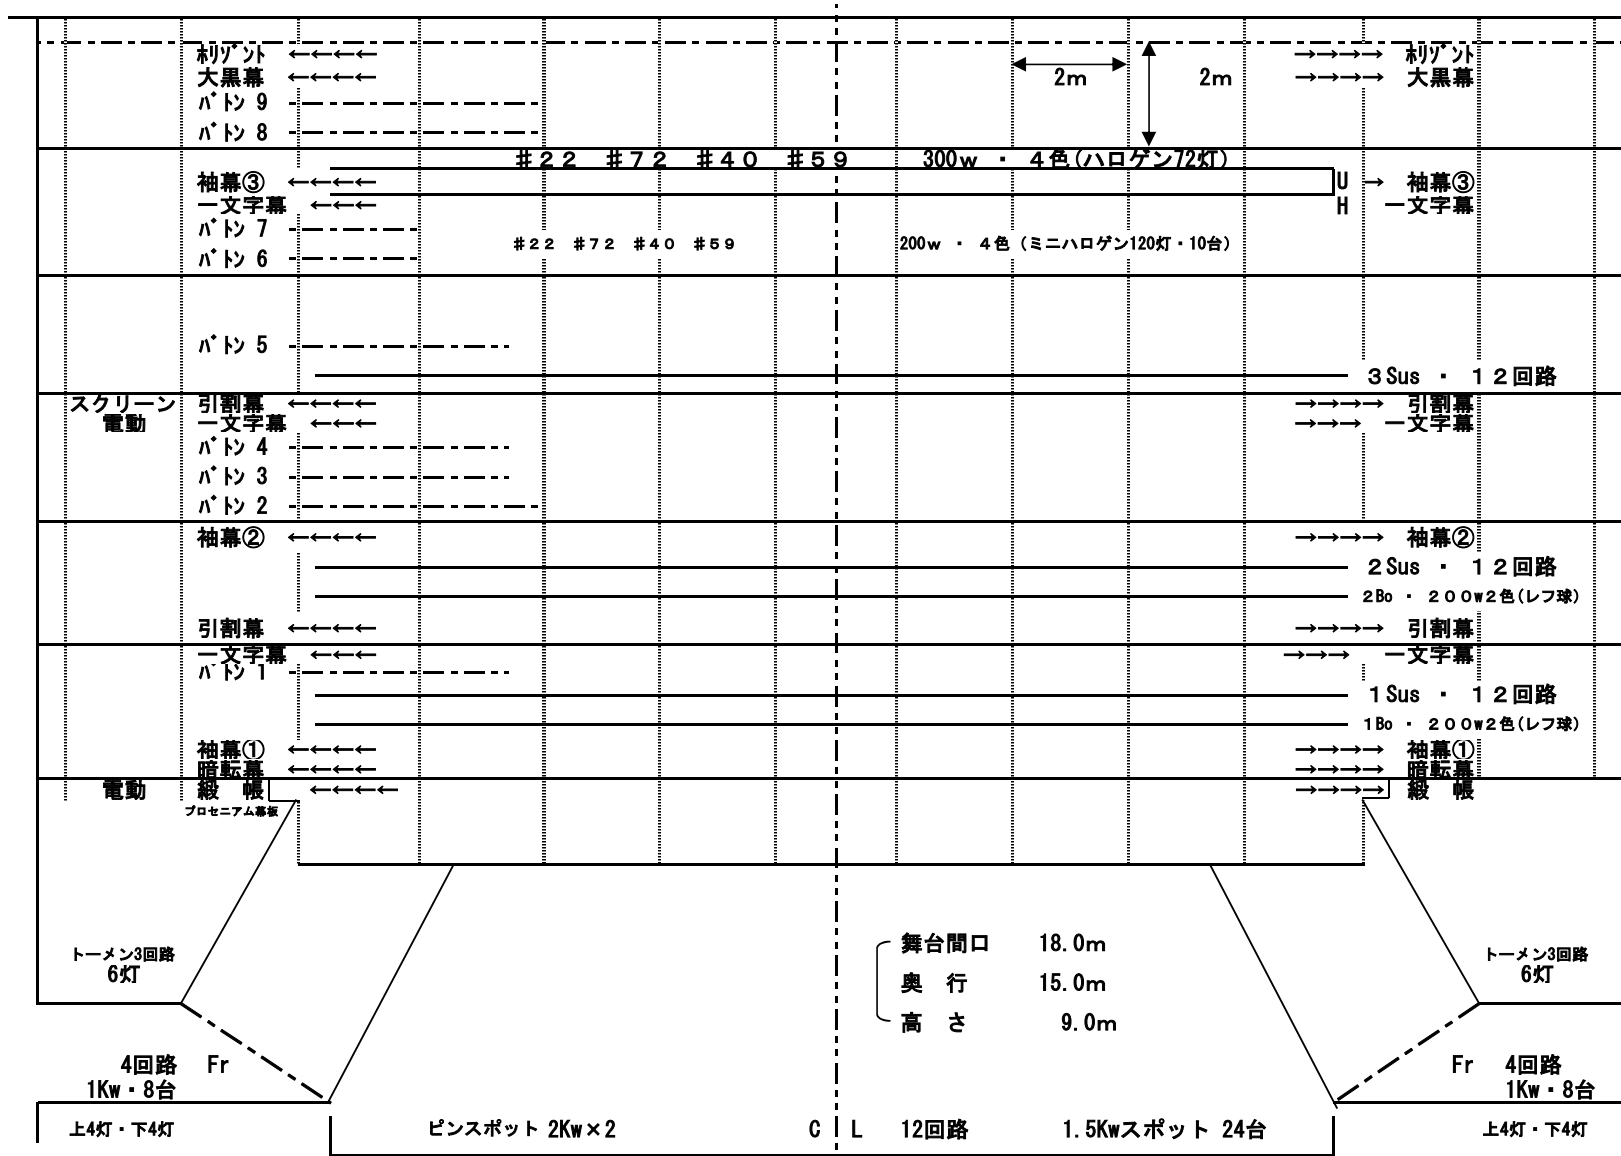 ﾎﾘｿﾞﾝﾄ ←←←← →→→→ ﾎﾘｿﾞﾝﾄ
大黒幕 ←←←← 2m 2m →→→→ 大黒幕
ﾊﾞﾄﾝ 9
ﾊﾞﾄﾝ 8
＃２２ ＃７２ ＃４０ ＃５９ 300w ・ ４色(ハロゲン72灯)
袖幕③ ←←←← U → 袖幕③
一文字幕 ←←← H 一文字幕
ﾊﾞﾄﾝ 7
＃２２ ＃７２ ＃４０ ＃５９ 200w ・ ４色（ミニハロゲン120灯・10台）
ﾊﾞﾄﾝ 6
ﾊﾞﾄﾝ 5
３Sus ・ １２回路
スクリーン 引割幕 ←←←← →→→→ 引割幕
電動 一文字幕 ←←← →→→ 一文字幕
ﾊﾞﾄﾝ 4
ﾊﾞﾄﾝ 3
ﾊﾞﾄﾝ 2
袖幕② ←←←← →→→→ 袖幕②
２Sus ・ １２回路
２Bo ・ ２００w２色(レフ球)
引割幕 ←←←← →→→→ 引割幕
一文字幕 ←←← →→→ 一文字幕
ﾊﾞﾄﾝ 1
１Sus ・ １２回路
１Bo ・ ２００w２色(レフ球)
袖幕① ←←←← →→→→ 袖幕①
暗転幕 ←←←← →→→→ 暗転幕
電動 緞 帳 ←←←← →→→→ 緞 帳
プロセニアム幕板
舞台間口 18.0m
トーメン3回路 トーメン3回路
6灯 6灯
奥 行 15.0m
高 さ 9.0m
4回路 Fr Fr 4回路
1Kw・8台 1Kw・8台
上4灯・下4灯 ピンスポット 2Kw×2 C L 12回路 1.5Kwスポット 24台 上4灯・下4灯